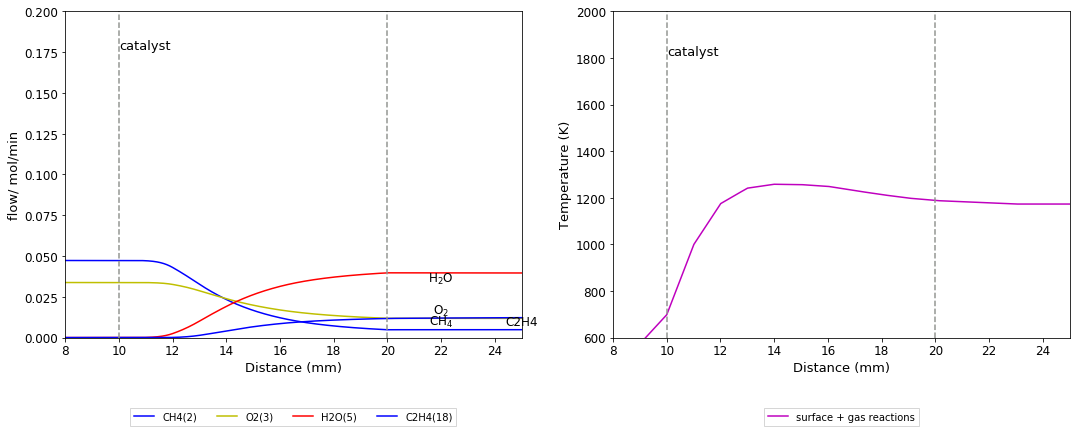 0.200
0.175
0.150
0.125
0.100
0.075
0.050
0.025
0.000
flow/ mol/min
catalyst
H₂O
O₂
CH₄
C2H4
8 10 12 14 16 18 20 22 24
Distance (mm)
CH4(2) O2(3) H2O(5) C2H4(18)
2000
1800
1600
1400
1200
1000
800
600
Temperature (K)
catalyst
8 10 12 14 16 18 20 22 24
Distance (mm)
surface + gas reactions